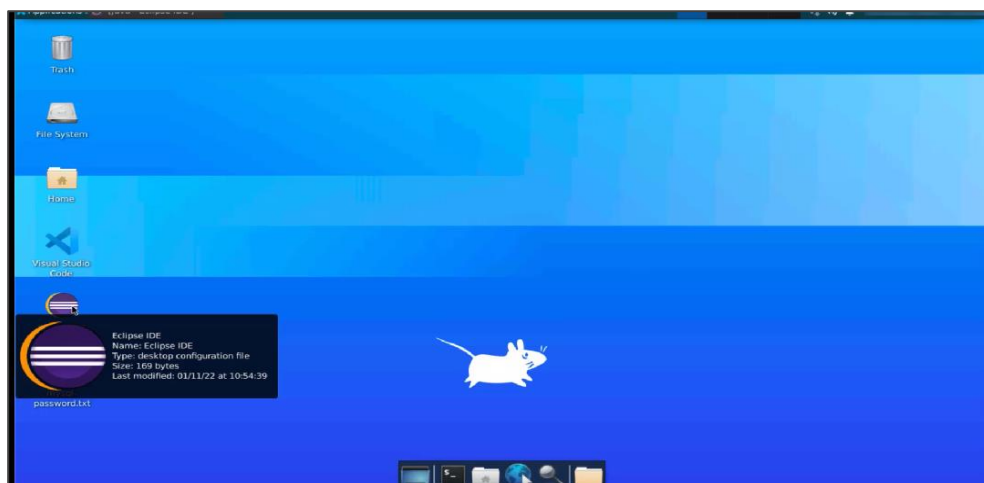 Trash
File System
Home
Visual Studio
Code
Eclipse IDE
Name: Eclipse IDE
Type: desktop configuration file
Size: 169 bytes
Last modified: 01/11/22 at 10:54:39
password.txt
$_